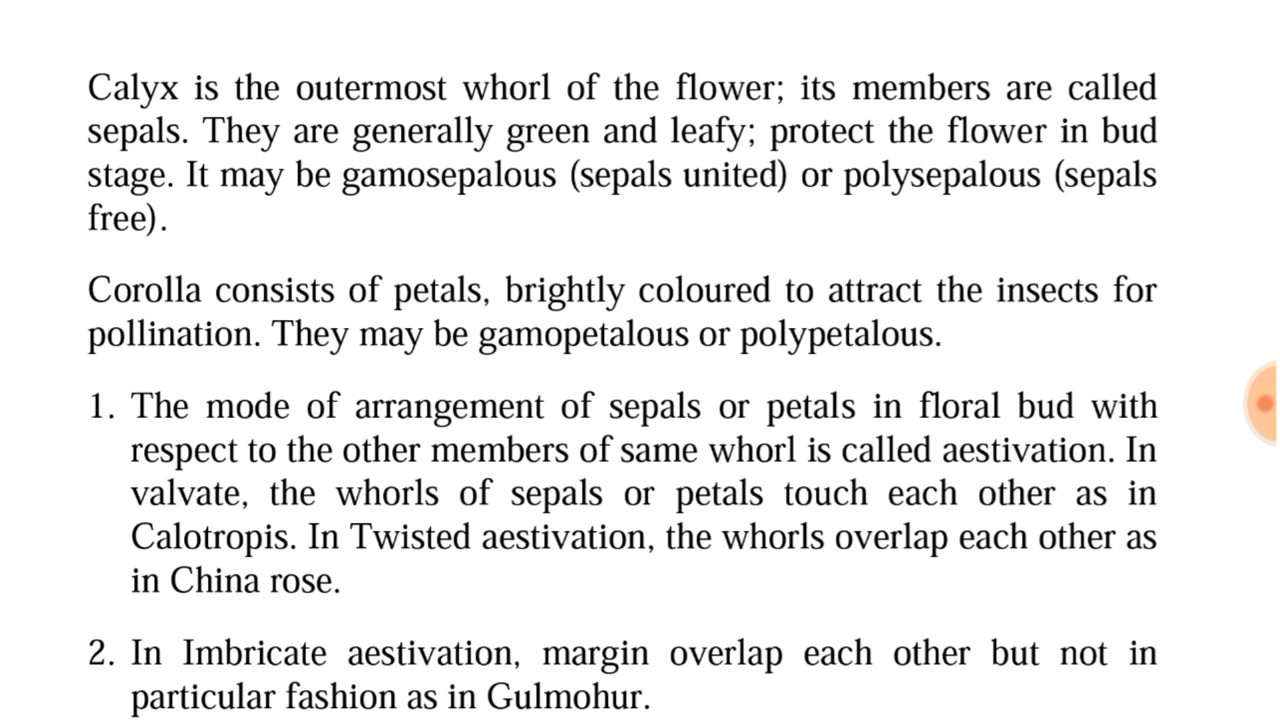 Calyx is the outermost whorl of the flower; its members are called
sepals. They are generally green and leafy; protect the flower in bud
stage. It may be gamosepalous (sepals united) or polysepalous (sepals
free).
Corolla consists of petals, brightly coloured to attract the insects for
pollination. They may be gamopetalous or polypetalous.
1. The mode of arrangement of sepals or petals in floral bud with
respect to the other members of same whorl is called aestivation. In
valvate, the whorls of sepals or petals touch each other as in
Calotropis. In Twisted aestivation, the whorls overlap each other as
in China rose.
2. In Imbricate aestivation, margin overlap each other but not in
particular fashion as in Gulmohur.